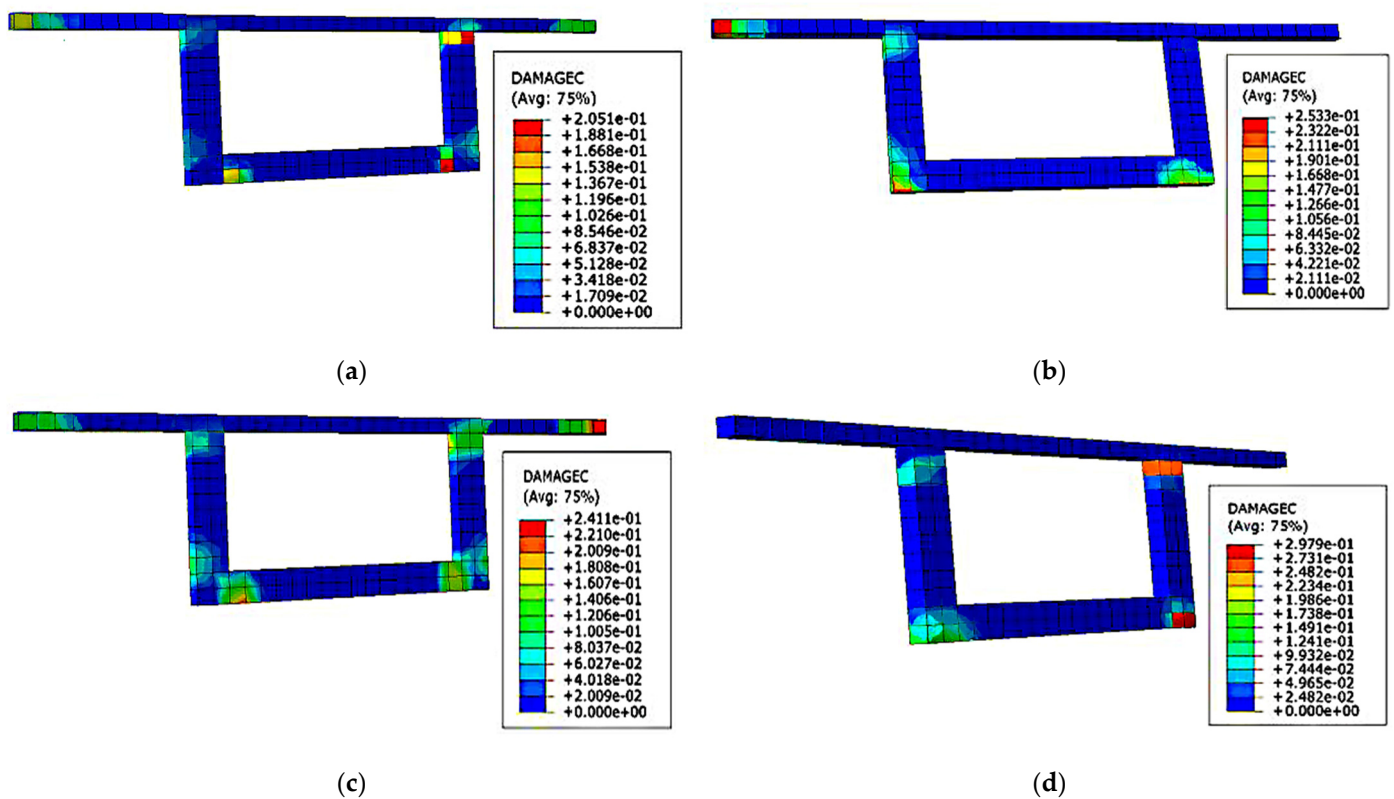 DAMAGEC
(Avg: 75%)
+2.051e-01
+1.881e-01
+1.668e-01
+1.538e-01
+1.367e-01
+1.196e-01
+1.026e-01
+8.546e-02
+6.837e-02
+5.128e-02
+3.418e-02
+1.709e-02
+0.000e+00
(a)
DAMAGEC
(Avg: 75%)
+2.533e-01
+2.322e-01
+2.111e-01
+1.901e-01
+1.668e-01
+1.477e-01
+1.266e-01
+1.056e-01
+8.445e-02
+6.332e-02
+4.221e-02
+2.111e-02
+0.000e+00
(b)
DAMAGEC
(Avg: 75%)
+2.411e-01
+2.210e-01
+2.009e-01
+1.808e-01
+1.607e-01
+1.406e-01
+1.206e-01
+1.005e-01
+8.037e-02
+6.027e-02
+4.018e-02
+2.009e-02
+0.000e+00
(c)
DAMAGEC
(Avg: 75%)
+2.979e-01
+2.731e-01
+2.482e-01
+2.234e-01
+1.986e-01
+1.738e-01
+1.491e-01
+1.241e-01
+9.932e-02
+7.444e-02
+4.965e-02
+2.482e-02
+0.000e+00
(d)